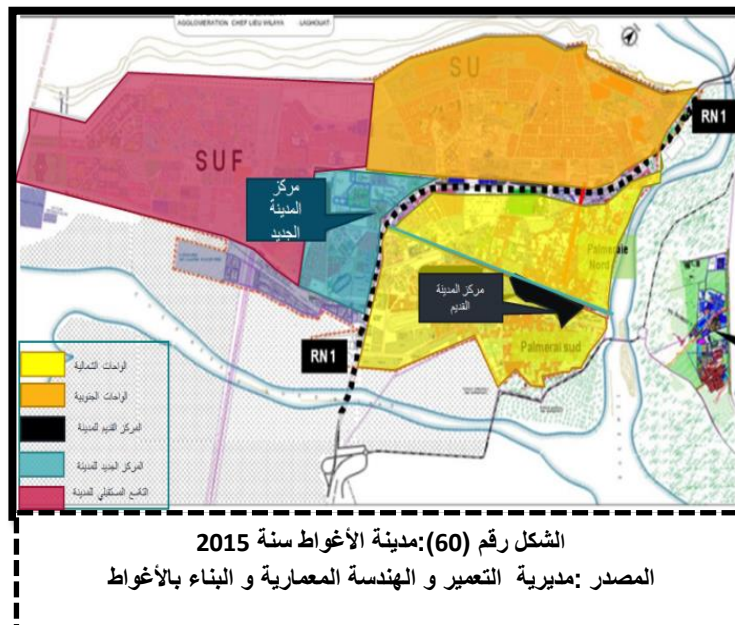 AGGLOMERATION CHEF LIEU WILAYA LAGHOUAT
SU
RN1
SUF
مركز
المدينة
الجديد
Palmeraie
Nord
مركز المدينة
القديم
Palmerai sud
RN1
الواحات الشمالية
الواحات الجنوبية
المركز القديم للمدينة
المركز الجديد للمدينة
التوسع المستقبلي للمدينة
الشكل رقم (60):مدينة الأغواط سنة 2015
المصدر :مديرية التعمير و الهندسة المعمارية و البناء بالأغواط